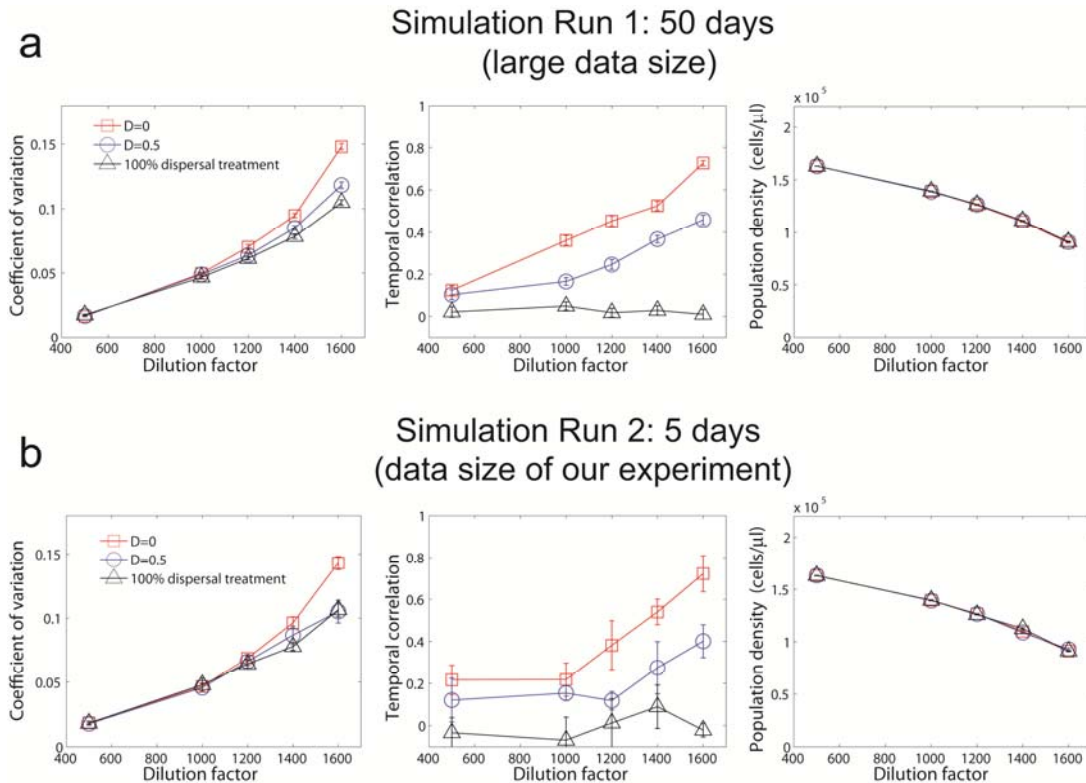 a
Simulation Run 1: 50 days
(large data size)
Coefficient of variation
0.15
0.1
0.05
0
D=0
D=0.5
100% dispersal treatment
400 600 800 1000 1200 1400 1600
Dilution factor
Temporal correlation
1
0.8
0.6
0.4
0.2
0
400 600 800 1000 1200 1400 1600
Dilution factor
Population density (cells/µl)
x 10⁵
2
1.5
1
0.5
0
400 600 800 1000 1200 1400 1600
Dilution factor
b
Simulation Run 2: 5 days
(data size of our experiment)
Coefficient of variation
0.15
0.1
0.05
0
D=0
D=0.5
100% dispersal treatment
400 600 800 1000 1200 1400 1600
Dilution factor
Temporal correlation
1
0.8
0.6
0.4
0.2
0
400 600 800 1000 1200 1400 1600
Dilution factor
Population density (cells/µl)
x 10⁵
2
1.5
1
0.5
0
400 600 800 1000 1200 1400 1600
Dilution factor